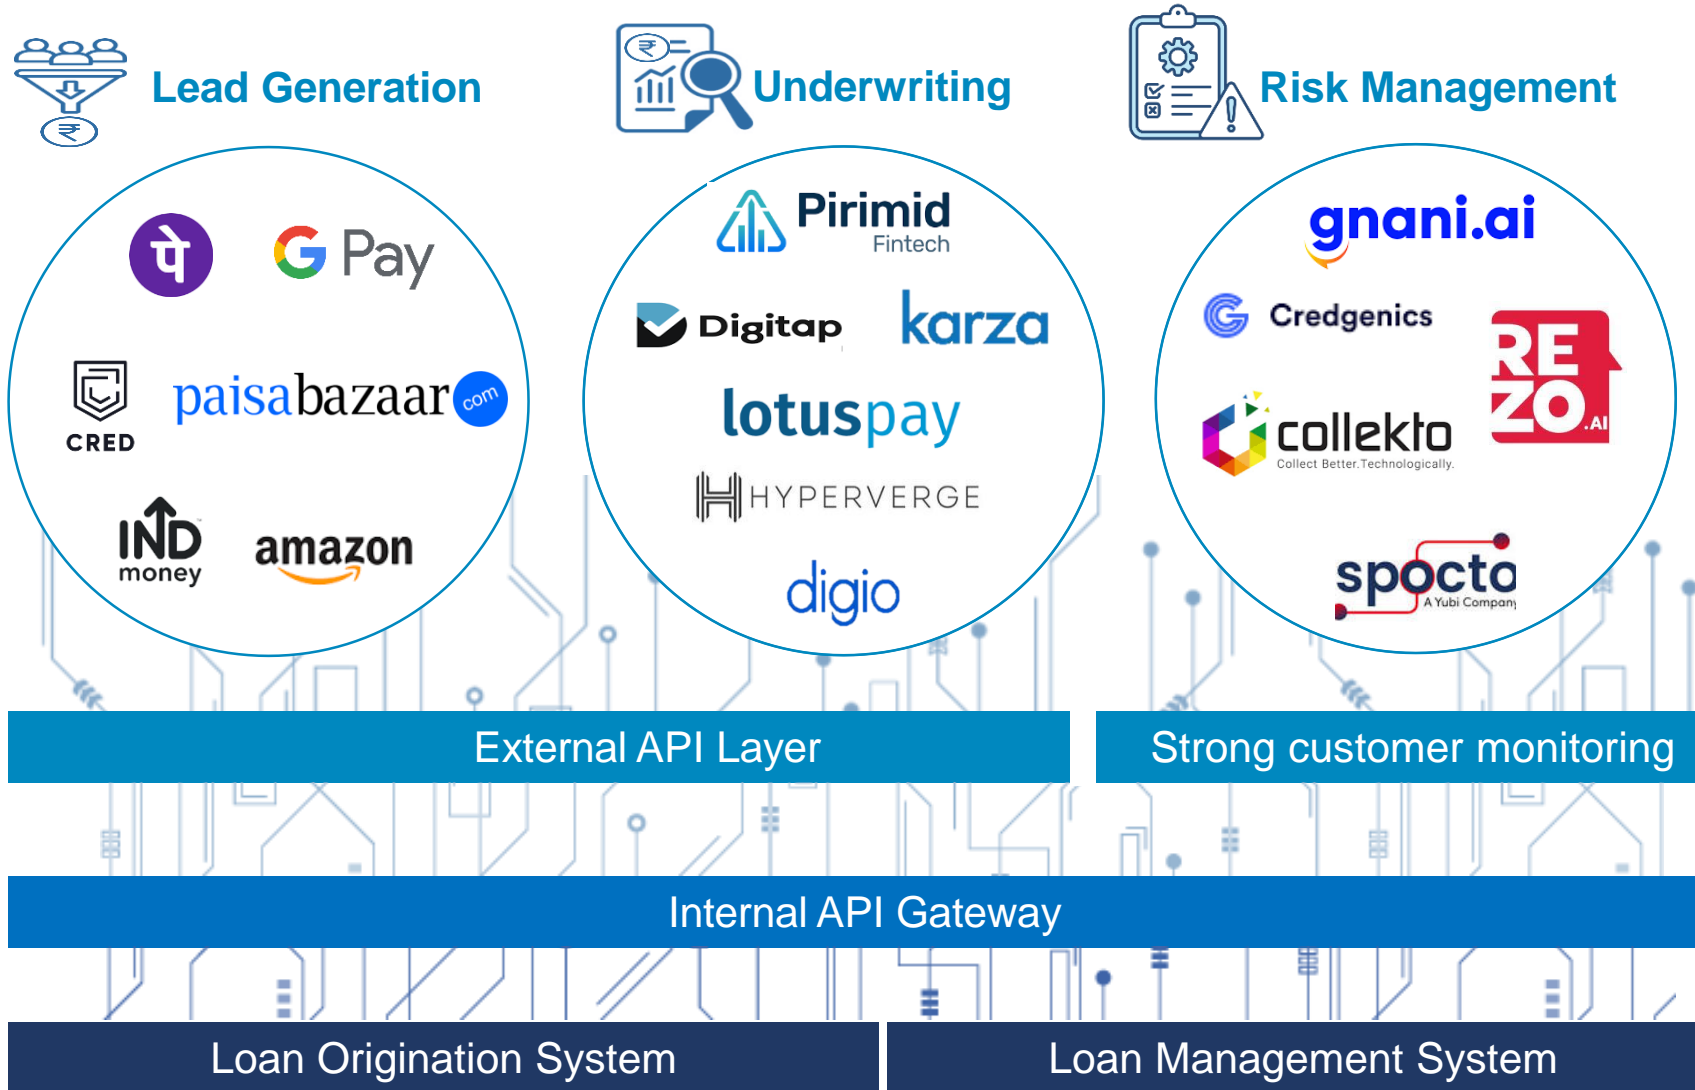 Lead Generation
Underwriting
Risk Management
₹
₹
पे
G Pay
CRED
paisabazaar.com
IND
money
™
amazon
Pirimid
Fintech
Digitap
karza
lotuspay
HYPERVERGE
digio
gnani.ai
Credgenics
REZO.AI
collekto
Collect Better.Technologically.
spocto
A Yubi Company
External API Layer
Strong customer monitoring
Internal API Gateway
Loan Origination System
Loan Management System